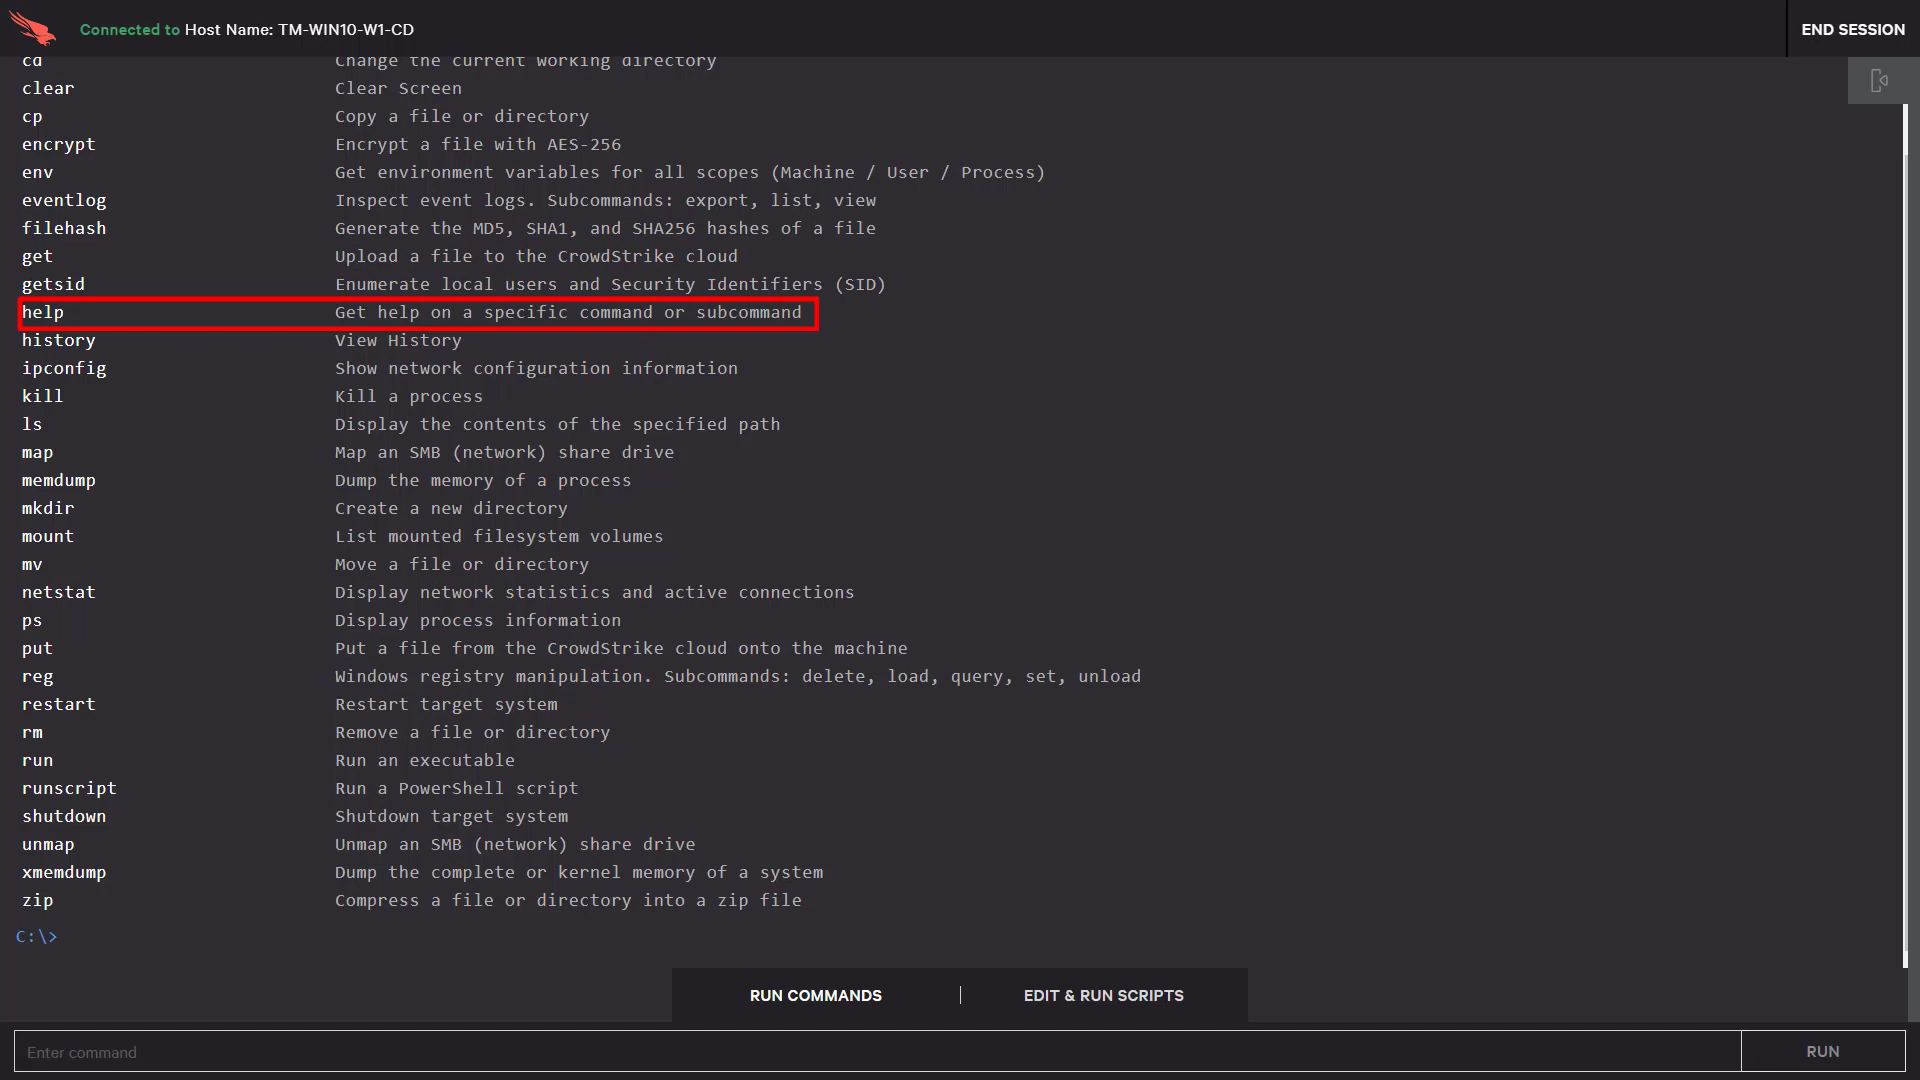 Connected to Host Name: TM-WIN10-W1-CD
END SESSION
cd Change the current working directory
clear Clear Screen
cp Copy a file or directory
encrypt Encrypt a file with AES-256
env Get environment variables for all scopes (Machine / User / Process)
eventlog Inspect event logs. Subcommands: export, list, view
filehash Generate the MD5, SHA1, and SHA256 hashes of a file
get Upload a file to the CrowdStrike cloud
getsid Enumerate local users and Security Identifiers (SID)
help Get help on a specific command or subcommand
history View History
ipconfig Show network configuration information
kill Kill a process
ls Display the contents of the specified path
map Map an SMB (network) share drive
memdump Dump the memory of a process
mkdir Create a new directory
mount List mounted filesystem volumes
mv Move a file or directory
netstat Display network statistics and active connections
ps Display process information
put Put a file from the CrowdStrike cloud onto the machine
reg Windows registry manipulation. Subcommands: delete, load, query, set, unload
restart Restart target system
rm Remove a file or directory
run Run an executable
runscript Run a PowerShell script
shutdown Shutdown target system
unmap Unmap an SMB (network) share drive
xmemdump Dump the complete or kernel memory of a system
zip Compress a file or directory into a zip file
C:\>
RUN COMMANDS | EDIT & RUN SCRIPTS
Enter command
RUN